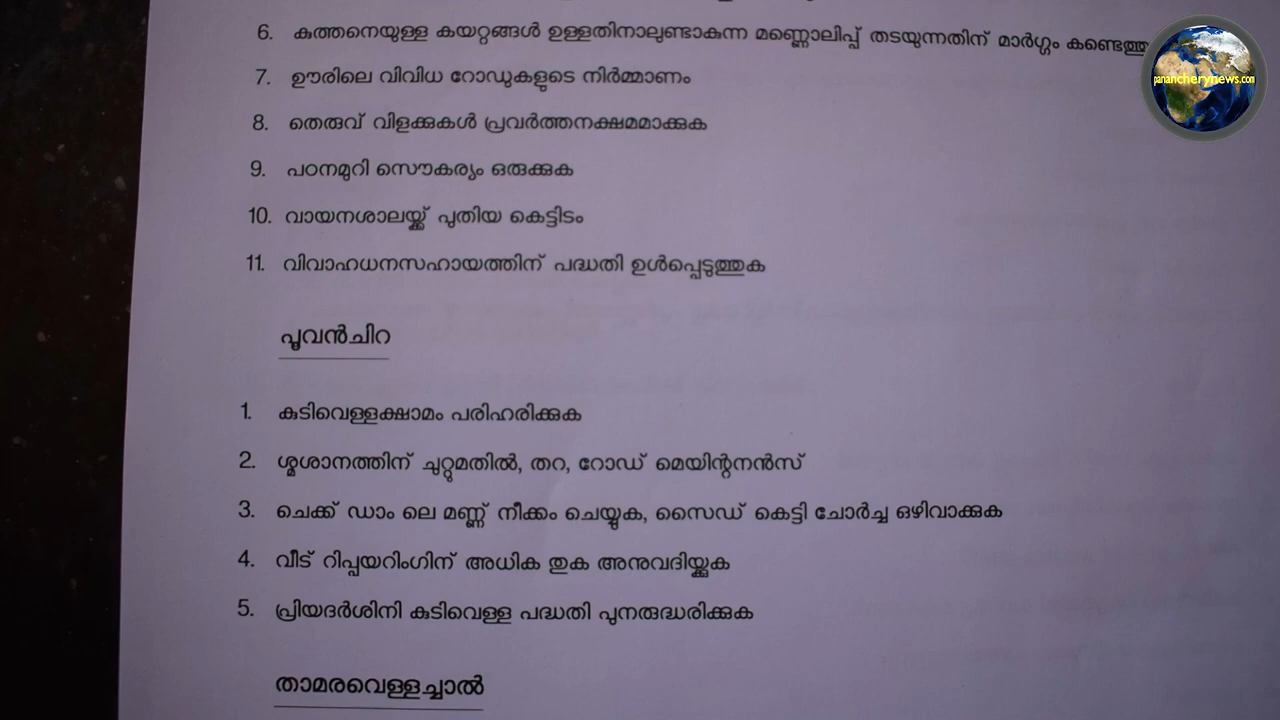 6. കുത്തനെയുള്ള കയറ്റങ്ങൾ ഉള്ളതിനാലുണ്ടാകുന്ന മണ്ണൊലിപ്പ് തടയുന്നതിന് മാർഗ്ഗം
panancherynews.com
7. ഊരിലെ വിവിധ റോഡുകളുടെ നിർമ്മാണം
8. തെരുവ് വിളക്കുകൾ പ്രവർത്തനക്ഷമമാക്കുക
9. പഠനമുറി സൌകര്യം ഒരുക്കുക
10. വായനശാലയ്ക്ക് പുതിയ കെട്ടിടം
11. വിവാഹധനസഹായത്തിന് പദ്ധതി ഉൾപ്പെടുത്തുക
പൂവൻചിറ
1. കുടിവെള്ളക്ഷാമം പരിഹരിക്കുക
2. ശ്മശാനത്തിന് ചുറ്റുമതിൽ, തറ, റോഡ് മെയിന്റനൻസ്
3. ചെക്ക് ഡാം ലെ മണ്ണ് നീക്കം ചെയ്യുക, സൈഡ് കെട്ടി ചോർച്ച ഒഴിവാക്കുക
4. വീട് റിപ്പയറിംഗിന് അധിക തുക അനുവദിയ്ക്കുക
5. പ്രിയദർശിനി കുടിവെള്ള പദ്ധതി പുനരുദ്ധരിക്കുക
താമരവെള്ളച്ചാൽ